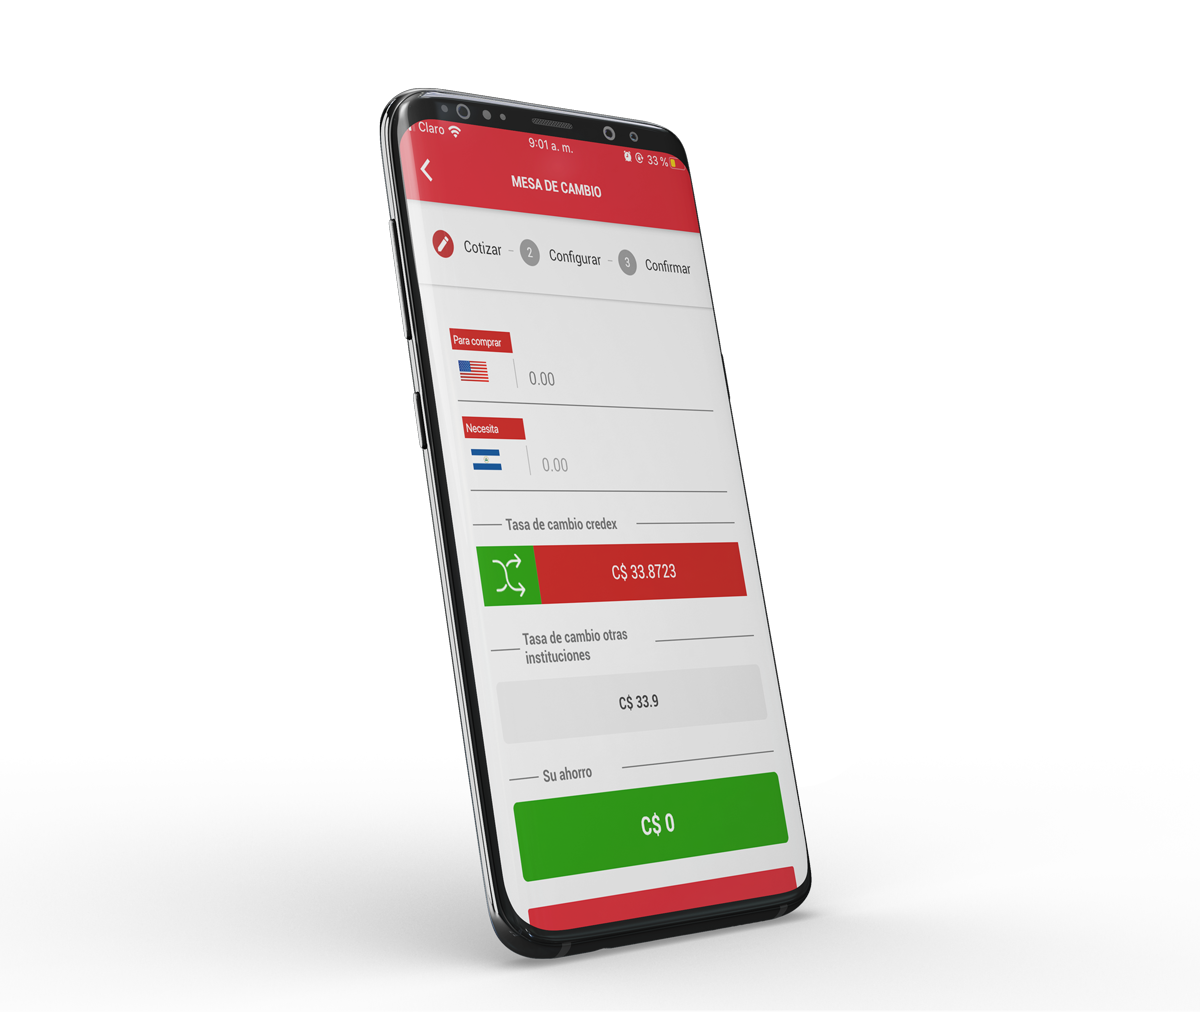 Claro
9:01 a. m.
33 %
MESA DE CAMBIO
Cotizar - 2 Configurar - 3 Confirmar
Para comprar
0.00
Necesita
0.00
Tasa de cambio credex
C$ 33.8723
Tasa de cambio otras
instituciones
C$ 33.9
Su ahorro
C$ 0